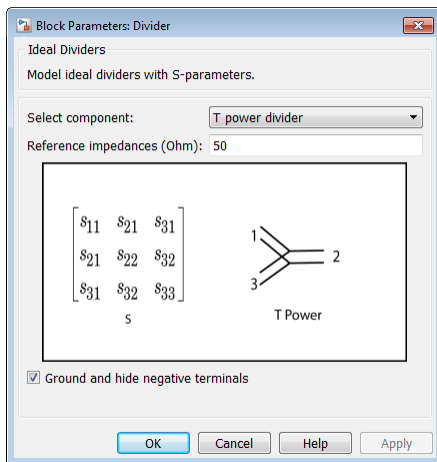 Block Parameters: Divider
Ideal Dividers
Model ideal dividers with S-parameters.
Select component: T power divider
Reference impedances (Ohm): 50
s11 s21 s31
s21 s22 s32
s31 s32 s33
S
1
2
3
T Power
Ground and hide negative terminals
OK Cancel Help Apply